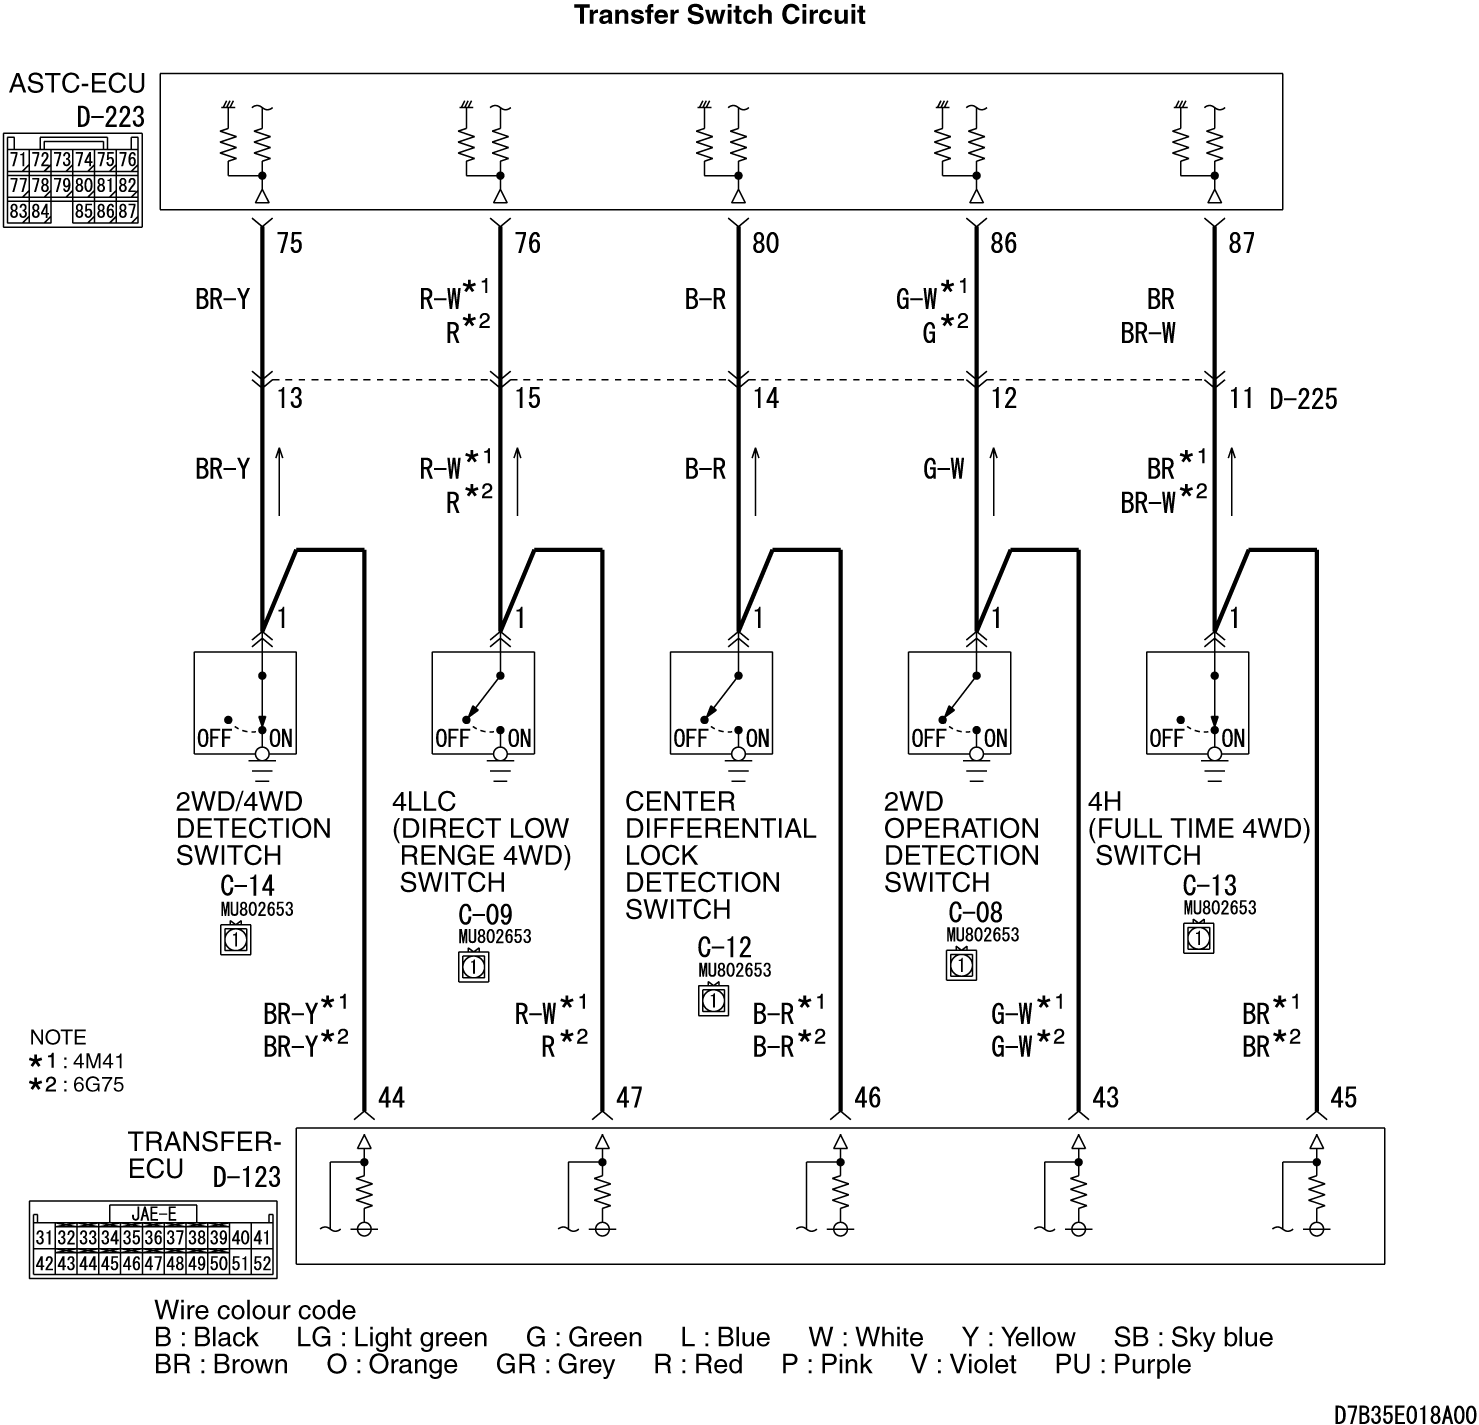 Transfer Switch Circuit
ASTC-ECU
D-223
71 72 73 74 75 76
77 78 79 80 81 82
83 84 85 86 87
75 76 80 86 87
BR-Y R-W*1 B-R G-W*1 BR
R*2 G*2 BR-W
13 15 14 12 11 D-225
BR-Y R-W*1 B-R G-W BR*1
R*2 BR-W*2
1 1 1 1 1
OFF ON OFF ON OFF ON OFF ON OFF ON
2WD/4WD
DETECTION
SWITCH
C-14
MU802653
1
4LLC
(DIRECT LOW
RENGE 4WD)
SWITCH
C-09
MU802653
1
CENTER
DIFFERENTIAL
LOCK
DETECTION
SWITCH
C-12
MU802653
1
2WD
OPERATION
DETECTION
SWITCH
C-08
MU802653
1
4H
(FULL TIME 4WD)
SWITCH
C-13
MU802653
1
BR-Y*1 R-W*1 B-R*1 G-W*1 BR*1
BR-Y*2 R*2 B-R*2 G-W*2 BR*2
NOTE
*1 : 4M41
*2 : 6G75
44 47 46 43 45
TRANSFER-
ECU D-123
JAE-E
31 32 33 34 35 36 37 38 39 40 41
42 43 44 45 46 47 48 49 50 51 52
Wire colour code
B : Black LG : Light green G : Green L : Blue W : White Y : Yellow SB : Sky blue
BR : Brown O : Orange GR : Grey R : Red P : Pink V : Violet PU : Purple
D7B35E018A00